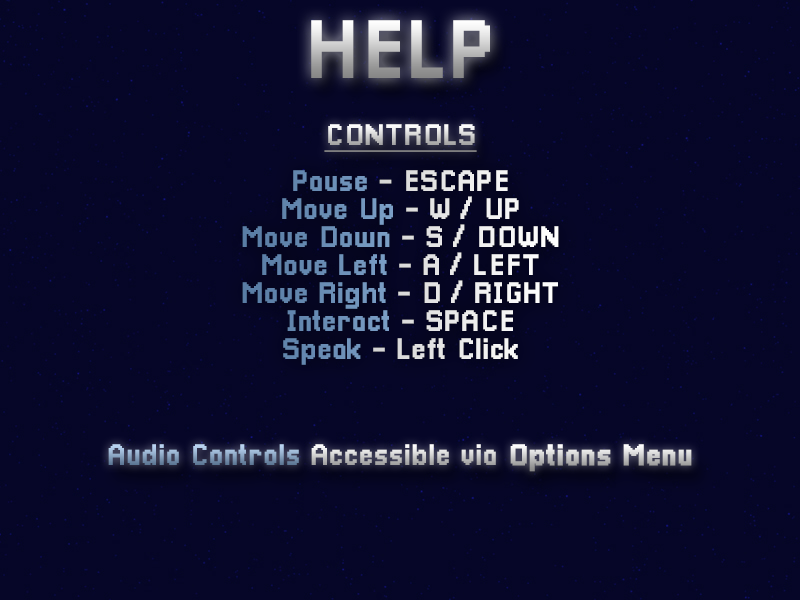 HELP
CONTROLS
Pause - ESCAPE
Move Up - W / UP
Move Down - S / DOWN
Move Left - A / LEFT
Move Right - D / RIGHT
Interact - SPACE
Speak - Left Click
Audio Controls Accessible via Options Menu